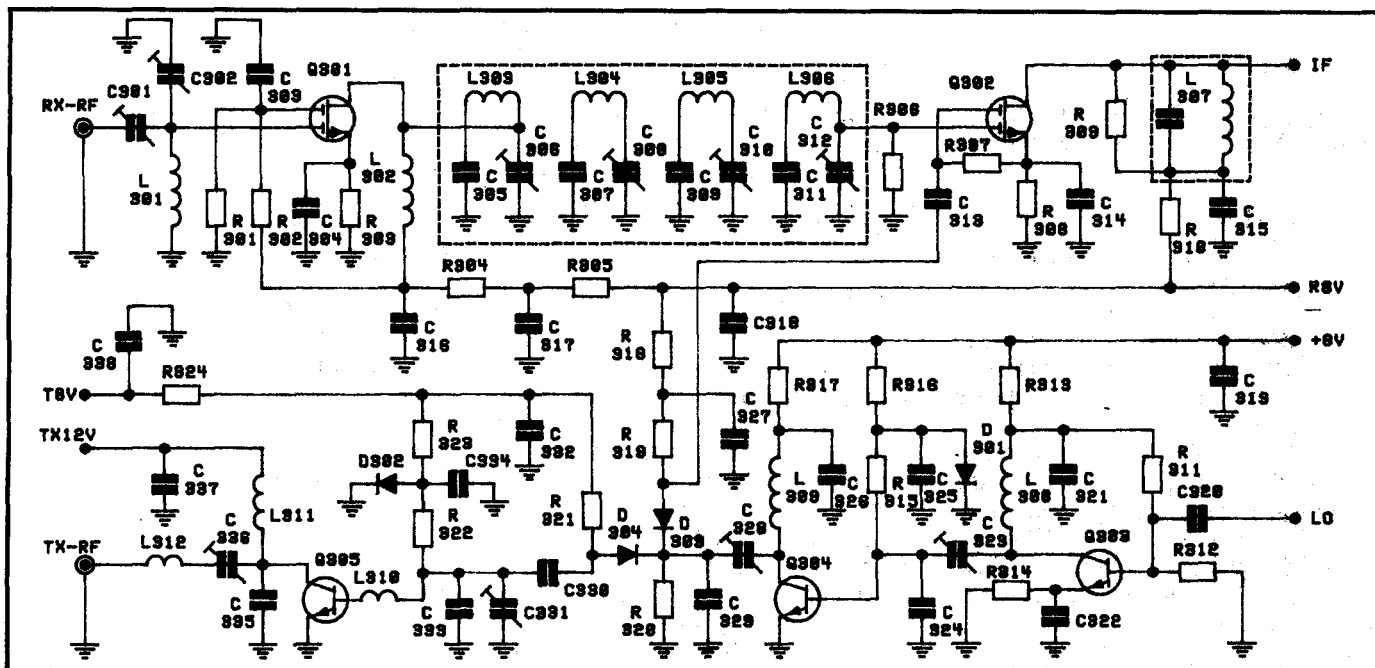 Q301
C302
C
303
L303
L304
L305
L306
Q302
IF
C301
RX-RF
L
307
R
309
R306
C
306
C
308
C
310
C
312
L
301
L
302
C
305
C
307
C
309
C
311
R307
C
313
R
308
C
314
R
301
R
302
C
304
R
303
R
310
C
315
R304
R305
R8V
C
316
C
317
C318
R
318
+8V
C
338
R324
T8V
R317
R316
R313
C
319
C
327
TX12V
R
323
C
332
R
319
D
301
R
311
C
337
D302
C334
L
309
C
326
R
315
C
325
L
308
C
321
C320
LO
L311
R
322
R
321
D
304
D
303
C
328
C
323
Q303
C
336
L312
TX-RF
Q305
L310
C330
Q304
R314
R312
C
335
C
333
C331
R
320
C
329
C
324
C322